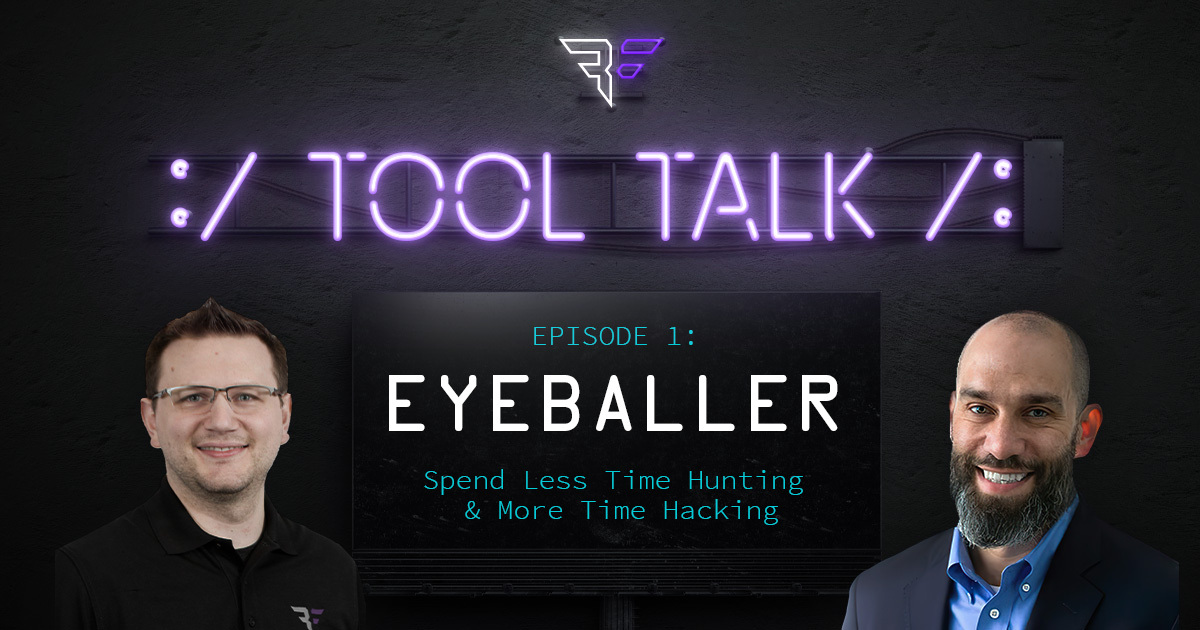 :/ TOOL TALK /:
EPISODE 1:
EYEBALLER
Spend Less Time Hunting
& More Time Hacking